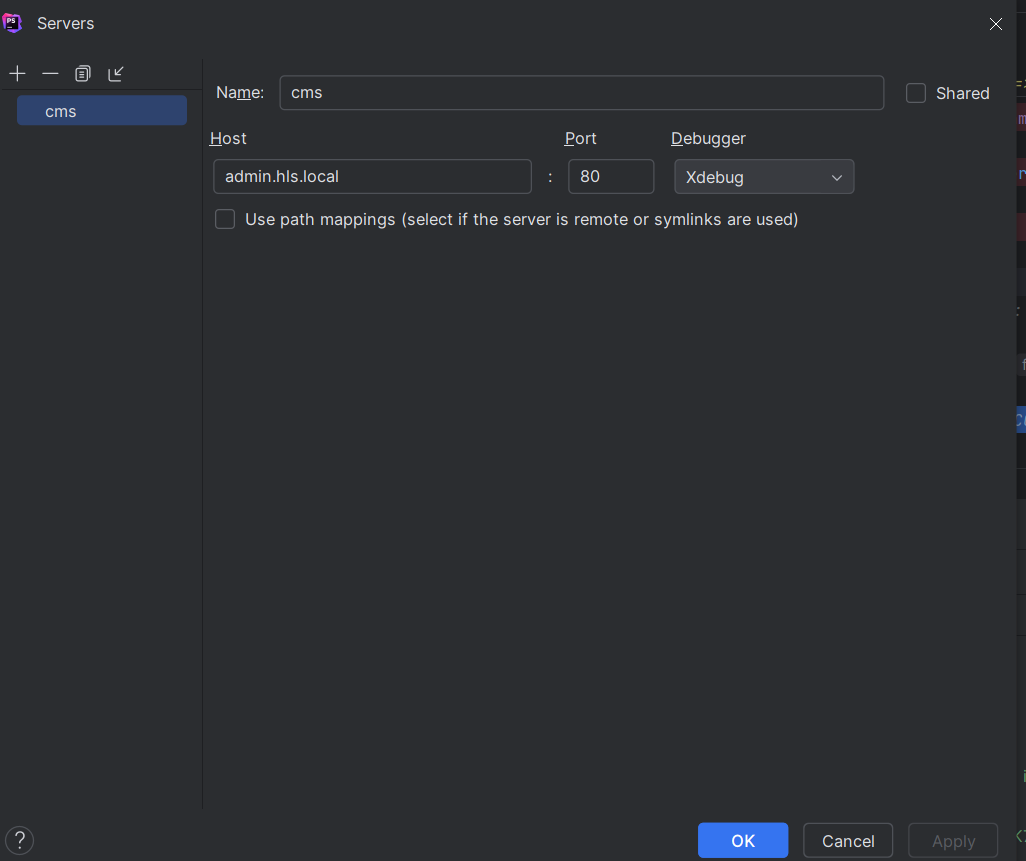 PS
Servers
cms
Name: cms
Shared
Host
Port
Debugger
admin.hls.local : 80
Xdebug
Use path mappings (select if the server is remote or symlinks are used)
?
OK
Cancel
Apply